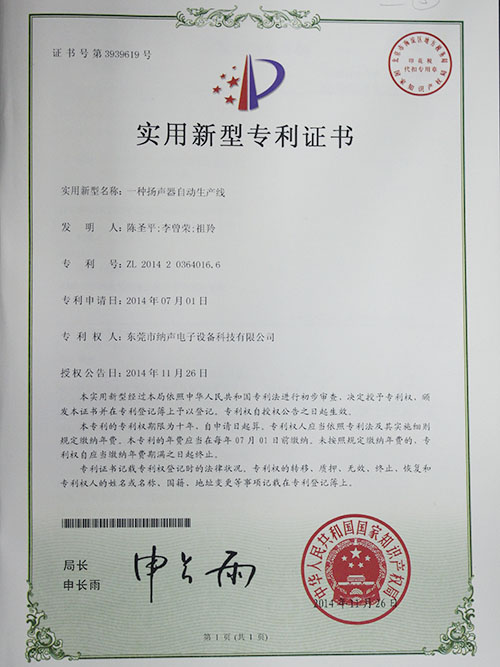 证书号第3939619号
印花税
代扣专用章
国家知识产权局
实用新型专利证书
实用新型名称：一种扬声器自动生产线
发明人：陈圣平;李曾荣;祖玲
专利号：ZL 2014 2 0364016.6
专利申请日：2014年07月01日
专利权人：东莞市纳声电子设备科技有限公司
授权公告日：2014年11月26日
本实用新型经过本局依照中华人民共和国专利法进行初步审查，决定授予专利权，颁
发本证书并在专利登记簿上予以登记。专利权自授权公告之日起生效。
本专利的专利权期限为十年，自申请日起算。专利权人应当依照专利法及其实施细则
规定缴纳年费。本专利的年费应当在每年07月01日前缴纳。未按照规定缴纳年费的，专
利权自应当缴纳年费期满之日起终止。
专利证书记载专利权登记时的法律状况。专利权的转移、质押、无效、终止、恢复和
专利权人的姓名或名称、国籍、地址变更等事项记载在专利登记簿上。
局长
申长雨
申长雨
中华人民共和国国家知识产权局
2014年11月26日
第1页(共1页)